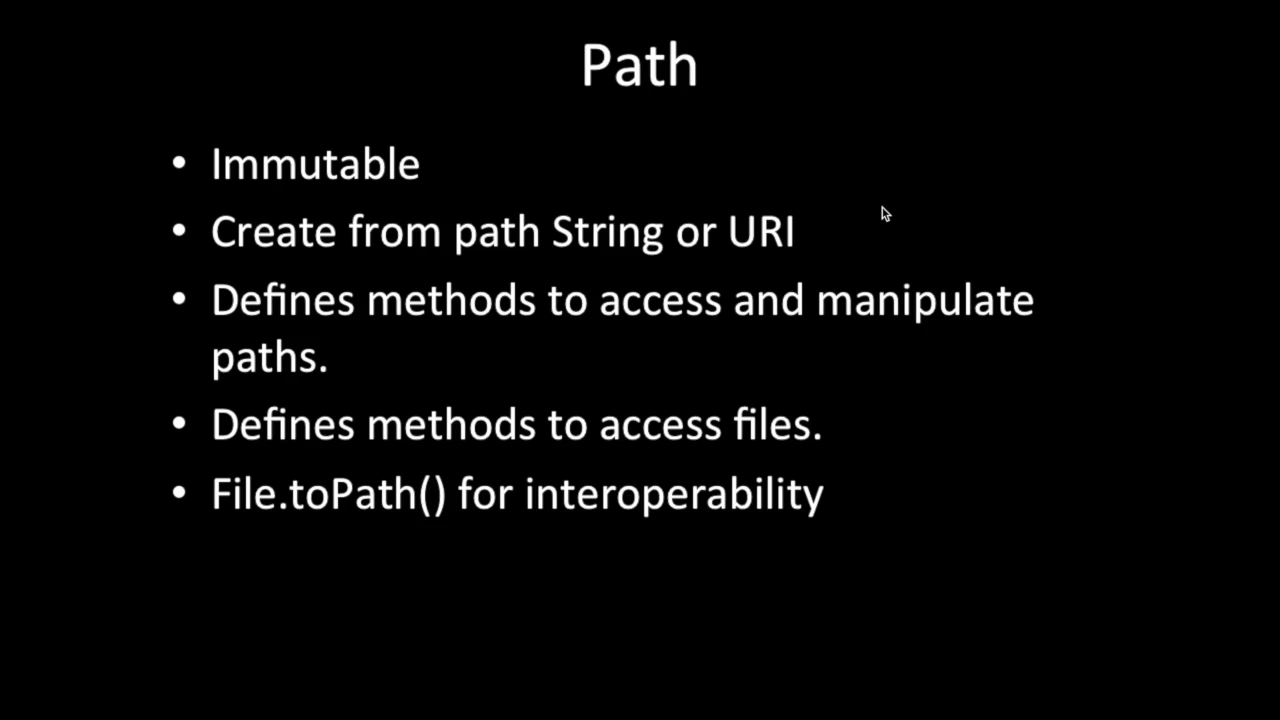 Path
• Immutable
• Create from path String or URI
• Defines methods to access and manipulate
paths.
• Defines methods to access files.
• File.toPath() for interoperability